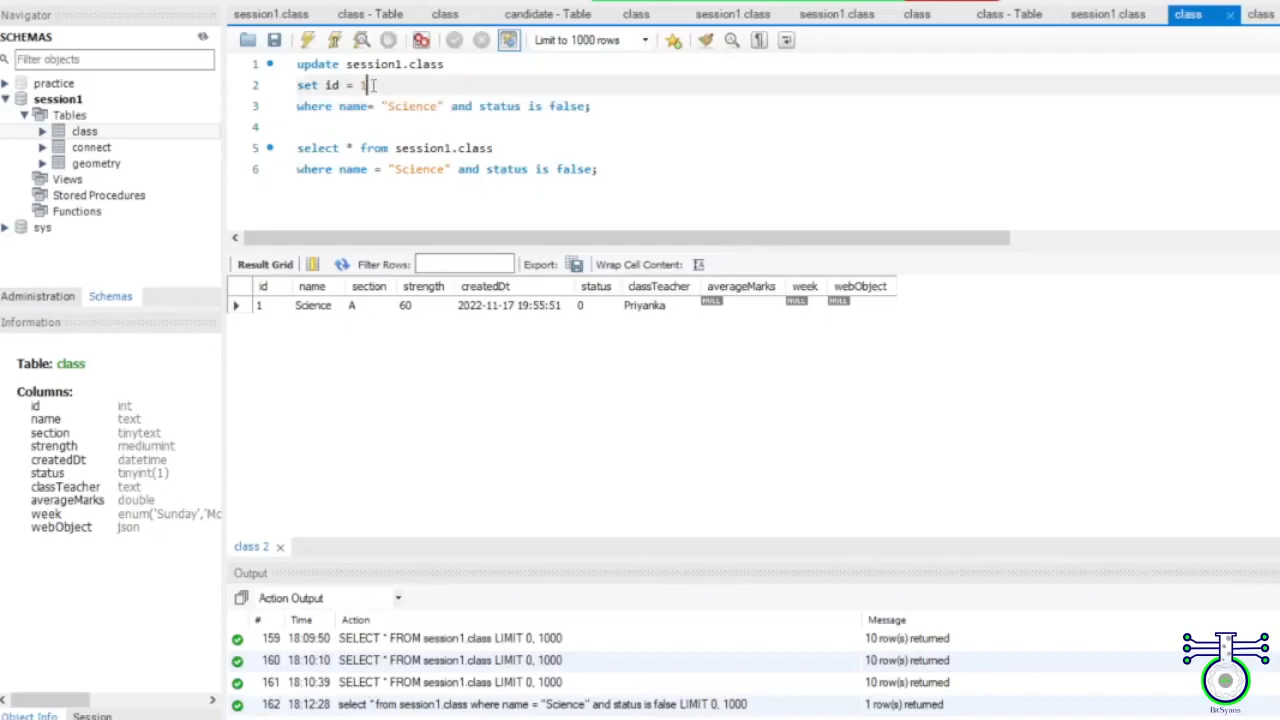 Navigator
session1.class class - Table class candidate - Table class session1.class session1.class class class - Table session1.class class class
SCHEMAS
Limit to 1000 rows
Filter objects
practice
session1
Tables
class
connect
geometry
Views
Stored Procedures
Functions
sys
1 update session1.class
2 set id = 1
3 where name= "Science" and status is false;
4
5 select * from session1.class
6 where name = "Science" and status is false;
Result Grid Filter Rows: Export: Wrap Cell Content:
id name section strength createdDt status classTeacher averageMarks week webObject
1 Science A 60 2022-11-17 19:55:51 0 Priyanka NULL NULL NULL
Administration Schemas
Information
Table: class
Columns:
id int
name text
section tinytext
strength mediumint
createdDt datetime
status tinyint(1)
classTeacher text
averageMarks double
week enum('Sunday','Mc
webObject json
class 2
Output
Action Output
# Time Action Message
159 18:09:50 SELECT * FROM session1.class LIMIT 0, 1000 10 row(s) returned
160 18:10:10 SELECT * FROM session1.class LIMIT 0, 1000 10 row(s) returned
161 18:10:39 SELECT * FROM session1.class LIMIT 0, 1000 10 row(s) returned
162 18:12:28 select * from session1.class where name = "Science" and status is false LIMIT 0, 1000 1 row(s) returned
Object Info Session
BitSyans